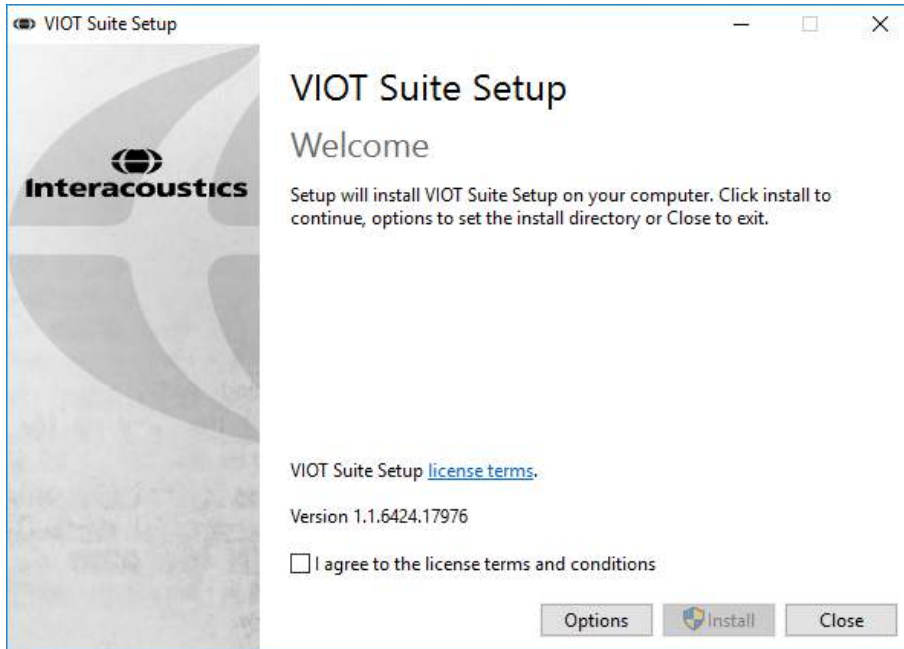 VIOT Suite Setup
Interacoustics
VIOT Suite Setup
Welcome
Setup will install VIOT Suite Setup on your computer. Click install to
continue, options to set the install directory or Close to exit.
VIOT Suite Setup license terms.
Version 1.1.6424.17976
I agree to the license terms and conditions
Options
Install
Close